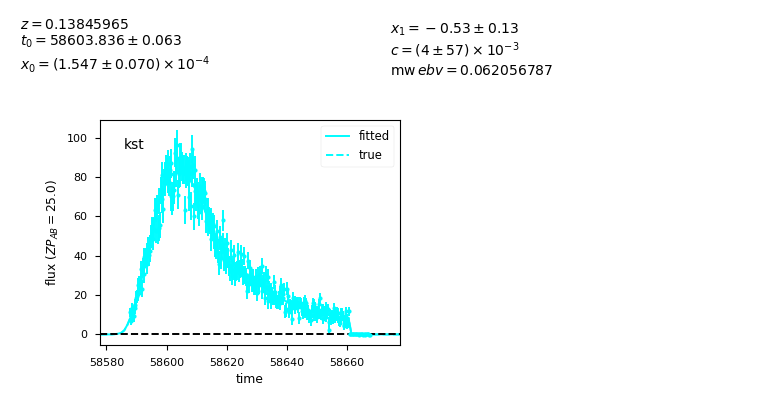 z = 0.13845965
t₀ = 58603.836 ± 0.063
x₀ = (1.547 ± 0.070) × 10⁻⁴
x₁ = −0.53 ± 0.13
c = (4 ± 57) × 10⁻³
mw ebv = 0.062056787
kst
fitted
true
flux (ZP_AB = 25.0)
100
80
60
40
20
0
58580 58600 58620 58640 58660
time